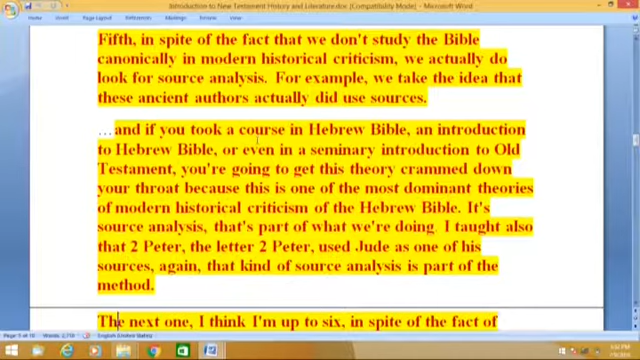 Introduction to New Testament History and Literature.doc [Compatibility Mode] - Microsoft Word
Home Insert Page Layout References Mailings Review View
Fifth, in spite of the fact that we don't study the Bible
canonically in modern historical criticism, we actually do
look for source analysis. For example, we take the idea that
these ancient authors actually did use sources.
…and if you took a course in Hebrew Bible, an introduction
to Hebrew Bible, or even in a seminary introduction to Old
Testament, you're going to get this theory crammed down
your throat because this is one of the most dominant theories
of modern historical criticism of the Hebrew Bible. It's
source analysis, that's part of what we're doing. I taught also
that 2 Peter, the letter 2 Peter, used Jude as one of his
sources, again, that kind of source analysis is part of the
method.
The next one, I think I'm up to six, in spite of the fact of
English (United States)